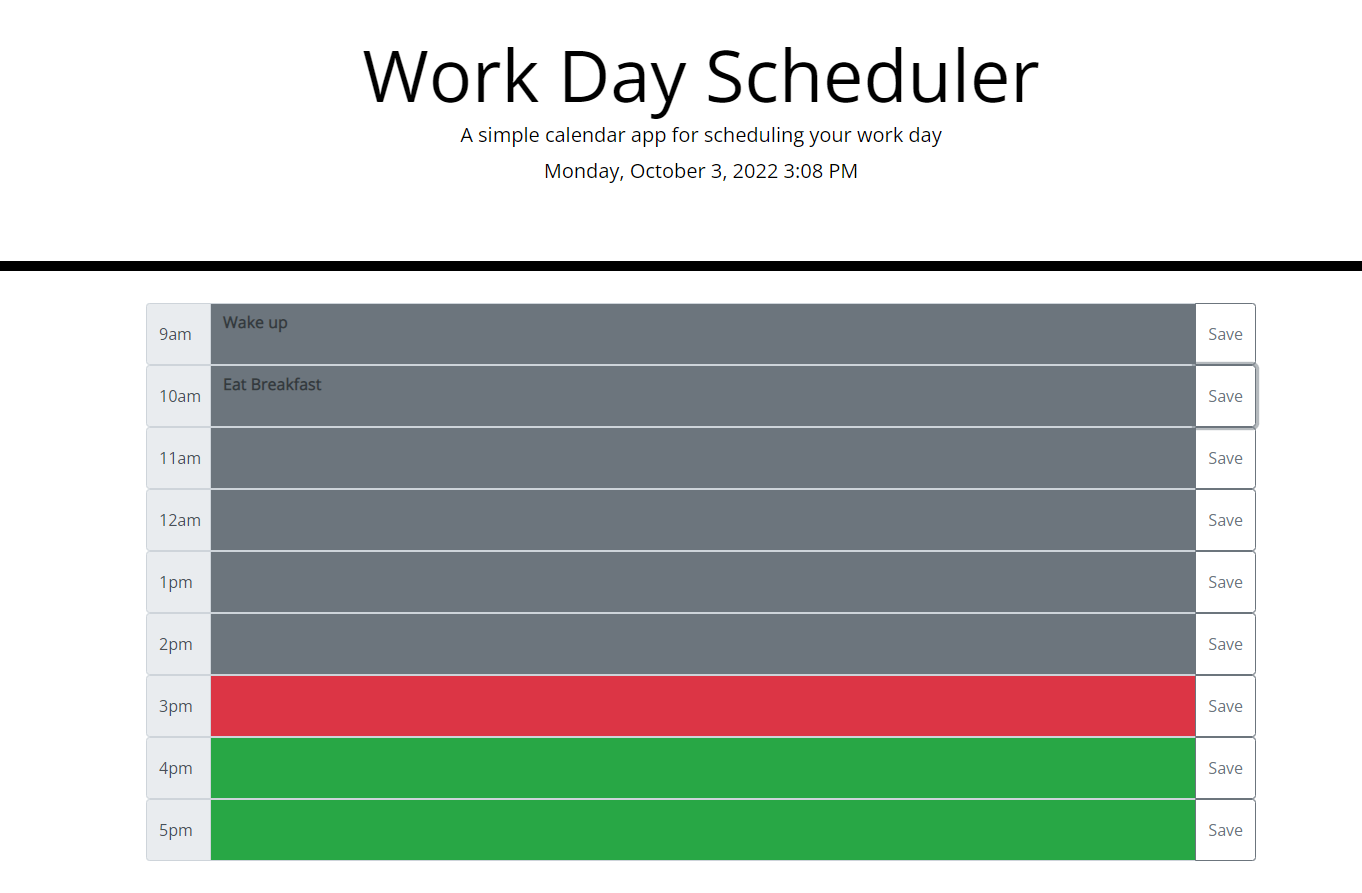 Work Day Scheduler
A simple calendar app for scheduling your work day
Monday, October 3, 2022 3:08 PM
9am Wake up Save
10am Eat Breakfast Save
11am Save
12am Save
1pm Save
2pm Save
3pm Save
4pm Save
5pm Save